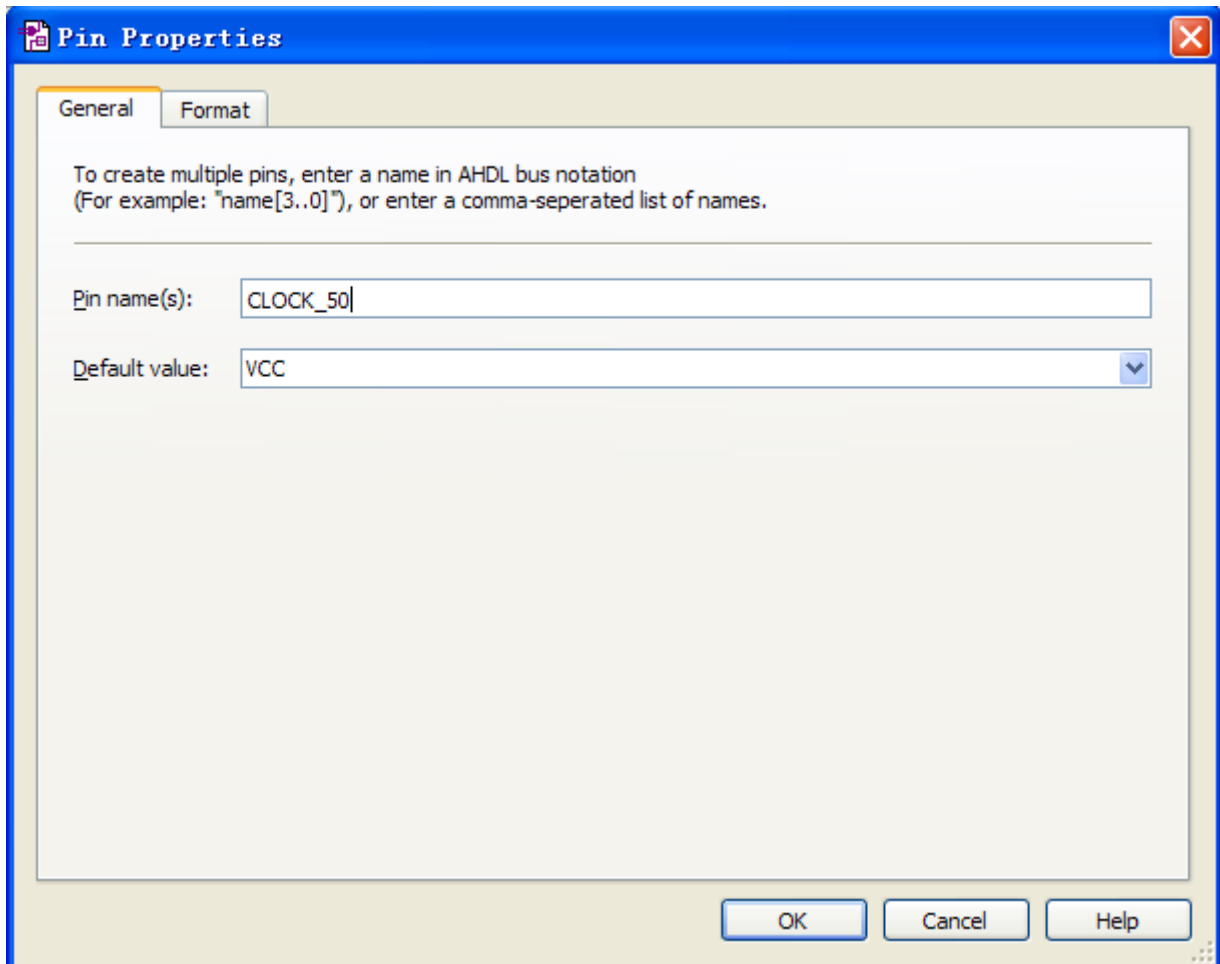 Pin Properties
General
Format
To create multiple pins, enter a name in AHDL bus notation
(For example: "name[3..0]"), or enter a comma-seperated list of names.
Pin name(s):
CLOCK_50
Default value:
VCC
OK
Cancel
Help